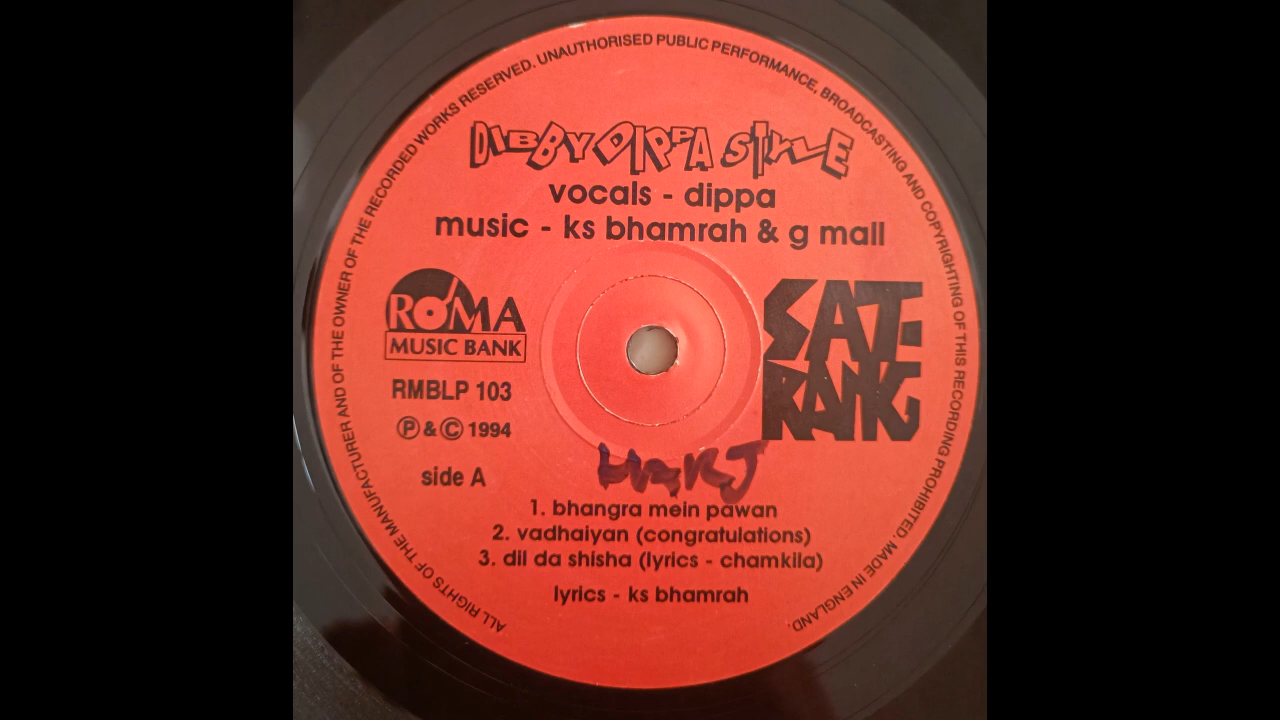 ALL RIGHTS OF THE MANUFACTURER AND OF THE OWNER OF THE RECORDED WORKS RESERVED. UNAUTHORISED PUBLIC PERFORMANCE, BROADCASTING AND COPYRIGHTING OF THIS RECORDING PROHIBITED. MADE IN ENGLAND.
DIBBY DIPPA STYLE
vocals - dippa
music - ks bhamrah & g mall
ROMA
MUSIC BANK
RMBLP 103
Ⓟ & © 1994
side A
SAT-
RANG
HARJ
1. bhangra mein pawan
2. vadhaiyan (congratulations)
3. dil da shisha (lyrics - chamkila)
lyrics - ks bhamrah